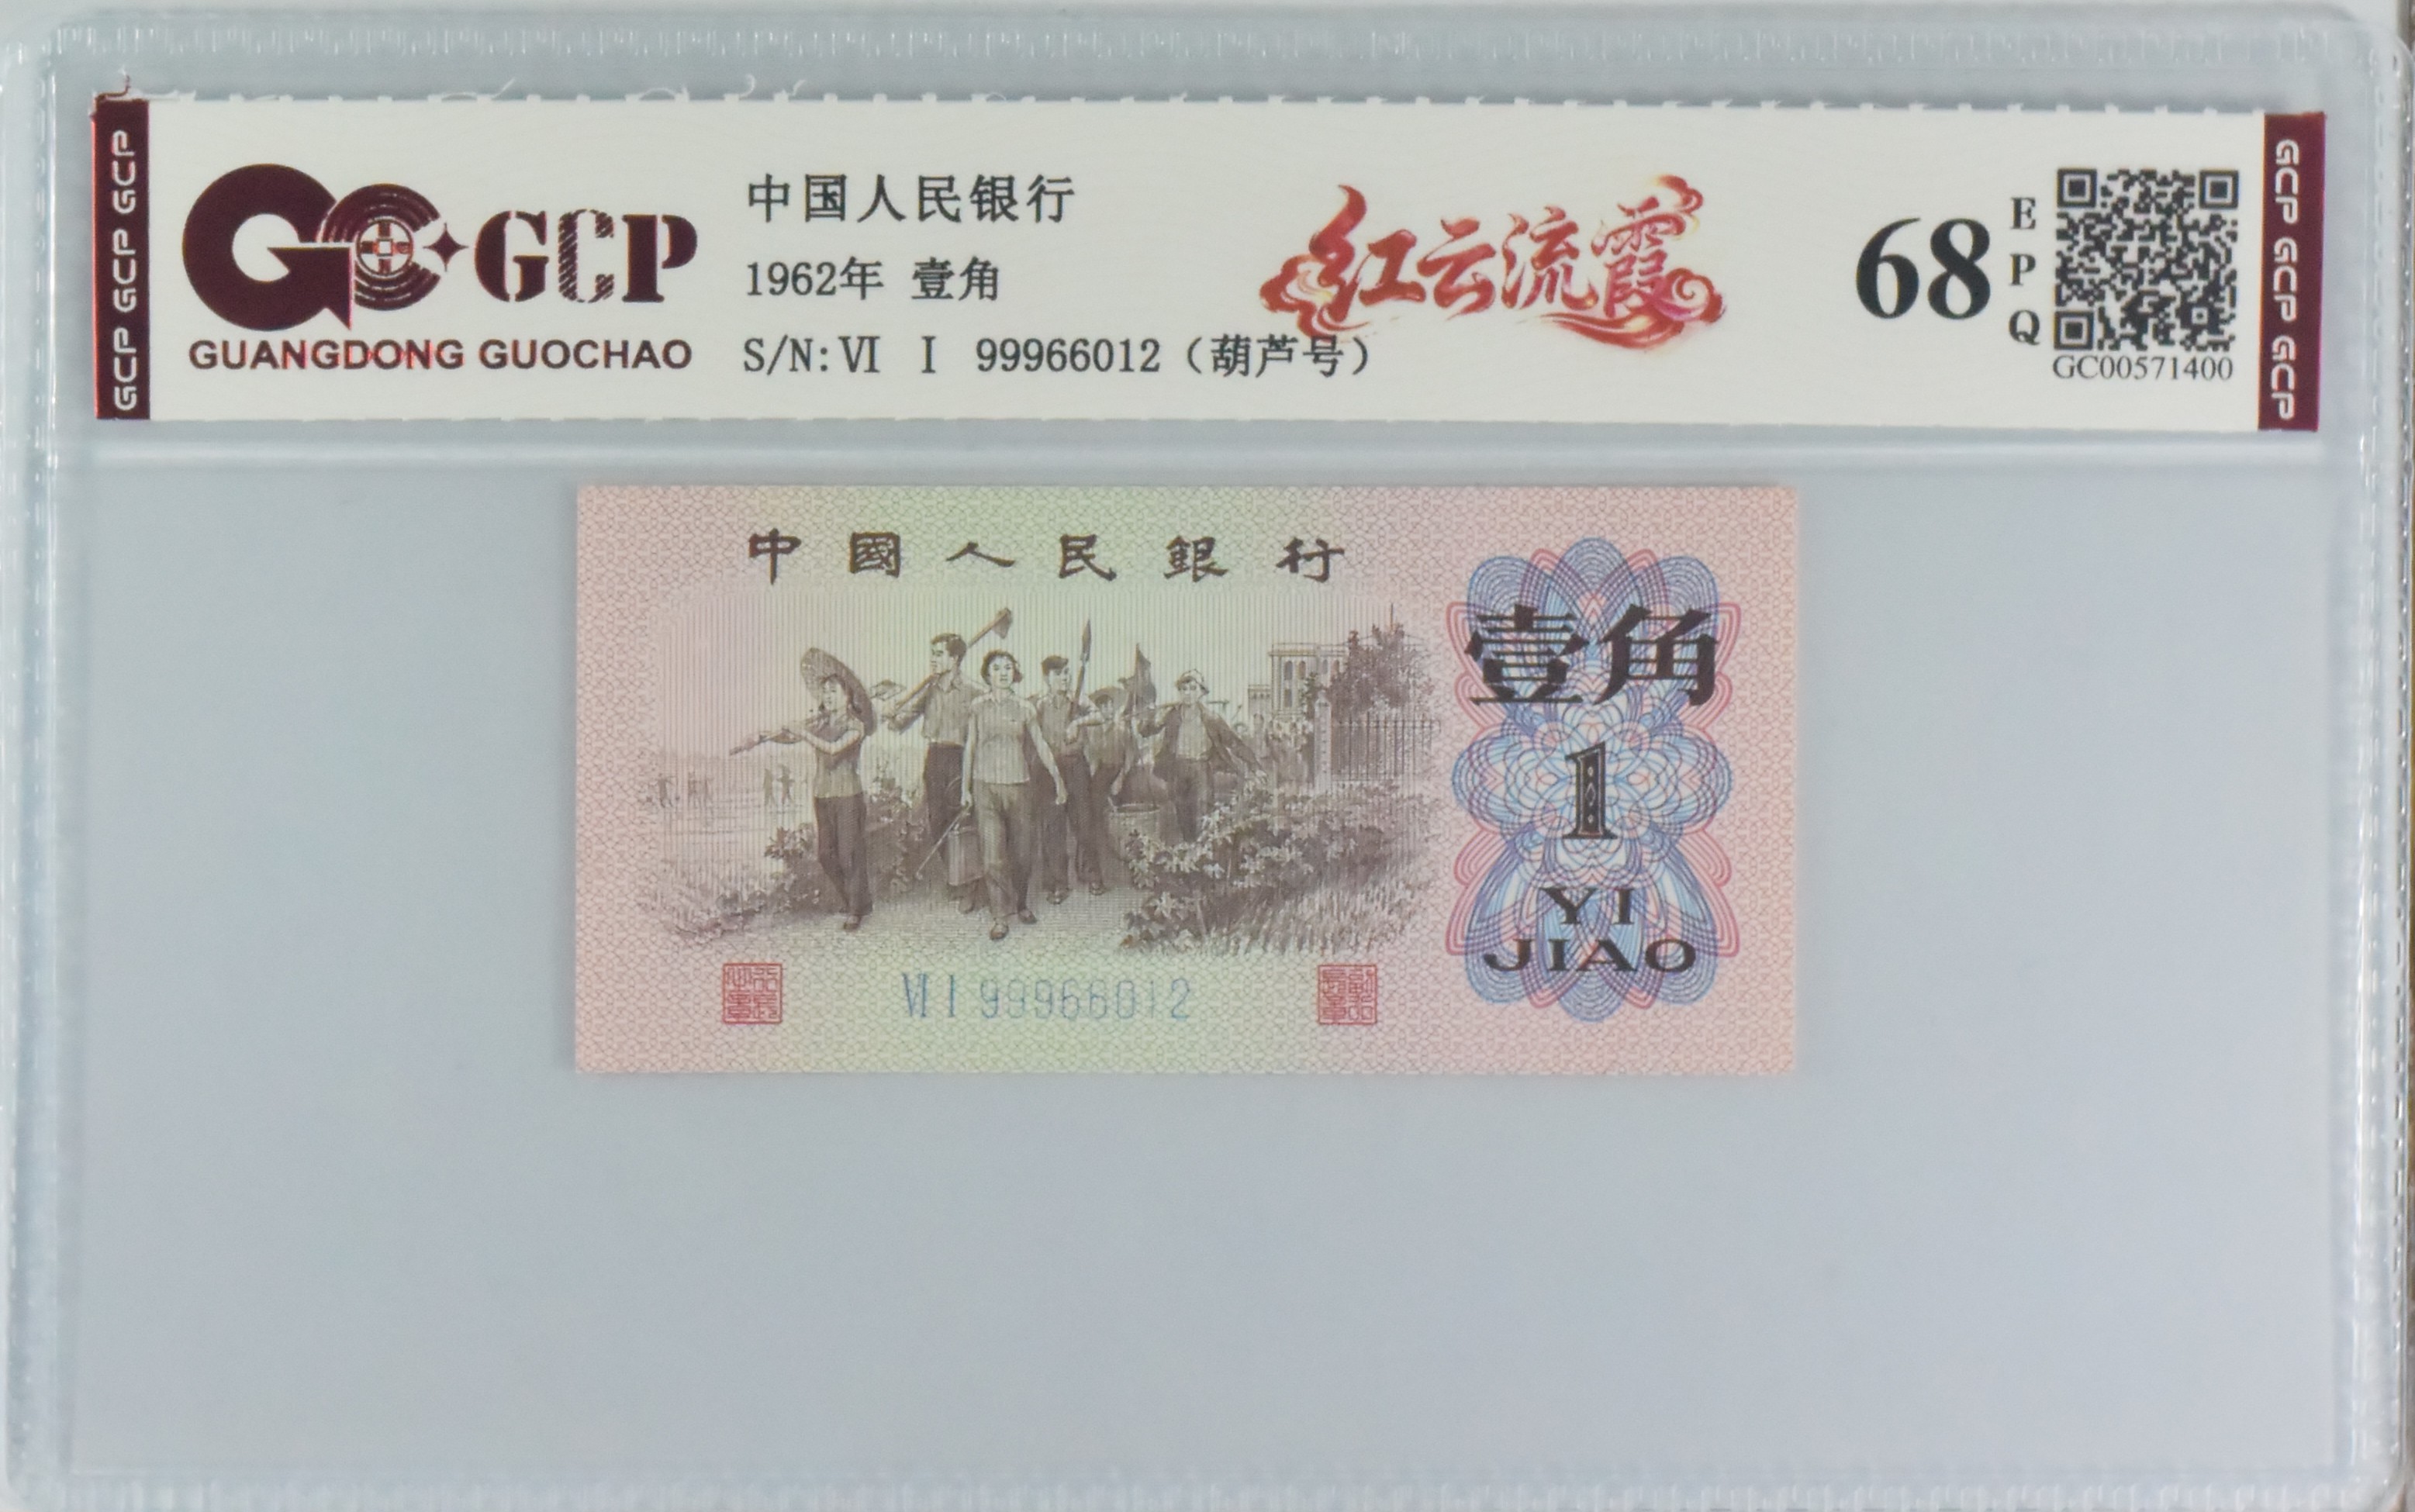 GCP GCP GCP
GCP
GUANGDONG GUOCHAO
中国人民银行
1962年 壹角
S/N:Ⅵ Ⅰ 99966012（葫芦号）
红云流霞
68
EPQ
GC00571400
GCP GCP GCP
中國人民銀行
壹角
1
YI
JIAO
Ⅵ Ⅰ 99966012